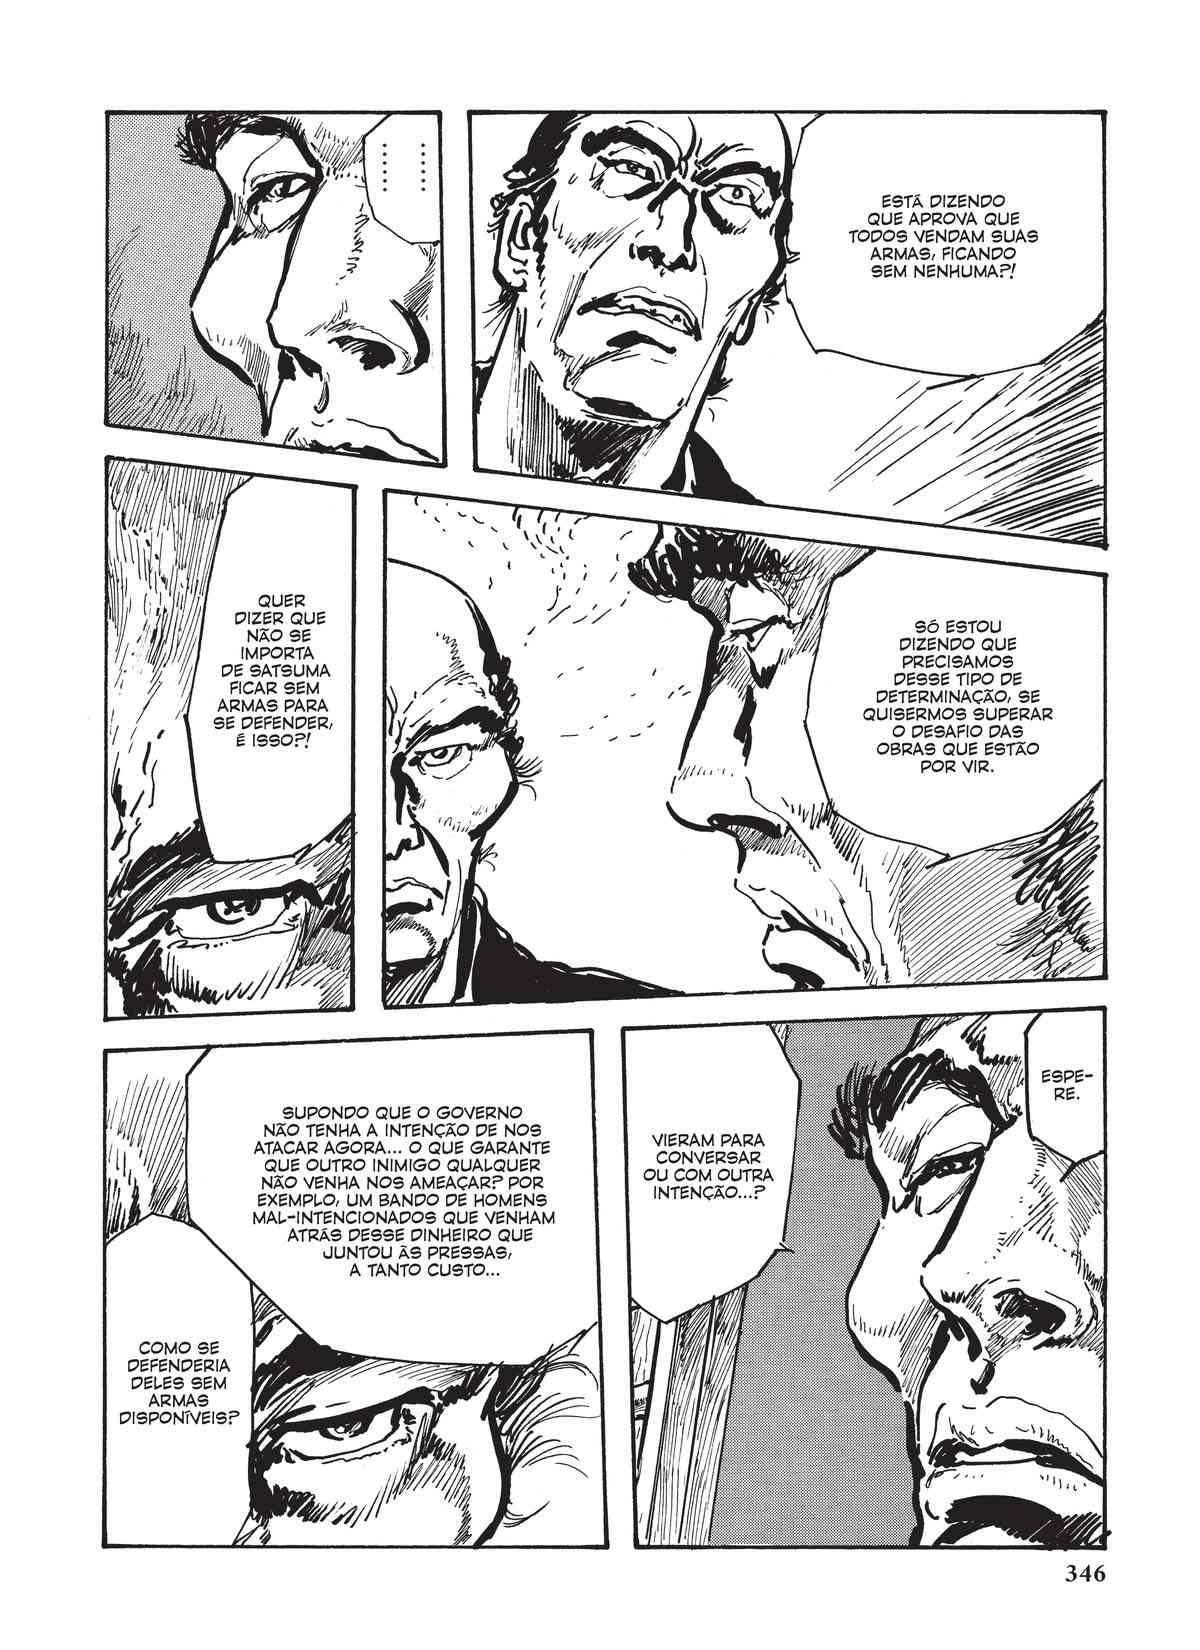 ESTÁ DIZENDO
QUE APROVA QUE
TODOS VENDAM SUAS
ARMAS, FICANDO
SEM NENHUMA?!
......
......
SÓ ESTOU
DIZENDO QUE
PRECISAMOS
DESSE TIPO DE
DETERMINAÇÃO, SE
QUISERMOS SUPERAR
O DESAFIO DAS
OBRAS QUE ESTÃO
POR VIR.
QUER
DIZER QUE
NÃO SE
IMPORTA
DE SATSUMA
FICAR SEM
ARMAS PARA
SE DEFENDER,
É ISSO?!
ESPE-
RE.
VIERAM PARA
CONVERSAR
OU COM OUTRA
INTENÇÃO...?
SUPONDO QUE O GOVERNO
NÃO TENHA A INTENÇÃO DE NOS
ATACAR AGORA... O QUE GARANTE
QUE OUTRO INIMIGO QUALQUER
NÃO VENHA NOS AMEAÇAR? POR
EXEMPLO, UM BANDO DE HOMENS
MAL-INTENCIONADOS QUE VENHAM
ATRÁS DESSE DINHEIRO QUE
JUNTOU ÀS PRESSAS,
A TANTO CUSTO...
COMO SE
DEFENDERIA
DELES SEM
ARMAS
DISPONÍVEIS?
346